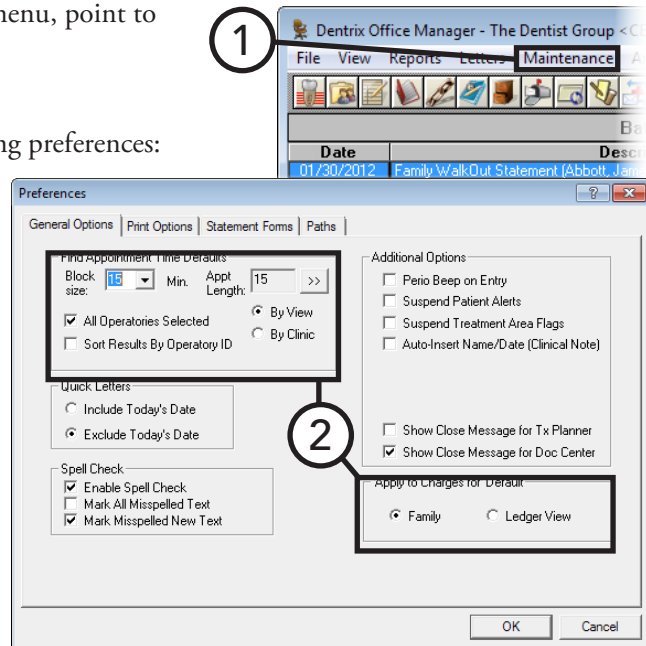 menu, point to
1
Dentrix Office Manager - The Dentist Group <CE
File View Reports Letters Maintenance A
Ba
Date Descr
ng preferences:
01/30/2012 Family WalkOut Statement (Abbott, Jame
Preferences
General Options Print Options Statement Forms Paths
Find Appointment Time Defaults
Block size: 15 Min. Appt Length: 15 >>
All Operatories Selected
Sort Results By Operatory ID
By View
By Clinic
Quick Letters
Include Today's Date
Exclude Today's Date
Spell Check
Enable Spell Check
Mark All Misspelled Text
Mark Misspelled New Text
2
Additional Options
Perio Beep on Entry
Suspend Patient Alerts
Suspend Treatment Area Flags
Auto-Insert Name/Date (Clinical Note)
Show Close Message for Tx Planner
Show Close Message for Doc Center
Apply to Charges for Default
Family Ledger View
OK Cancel